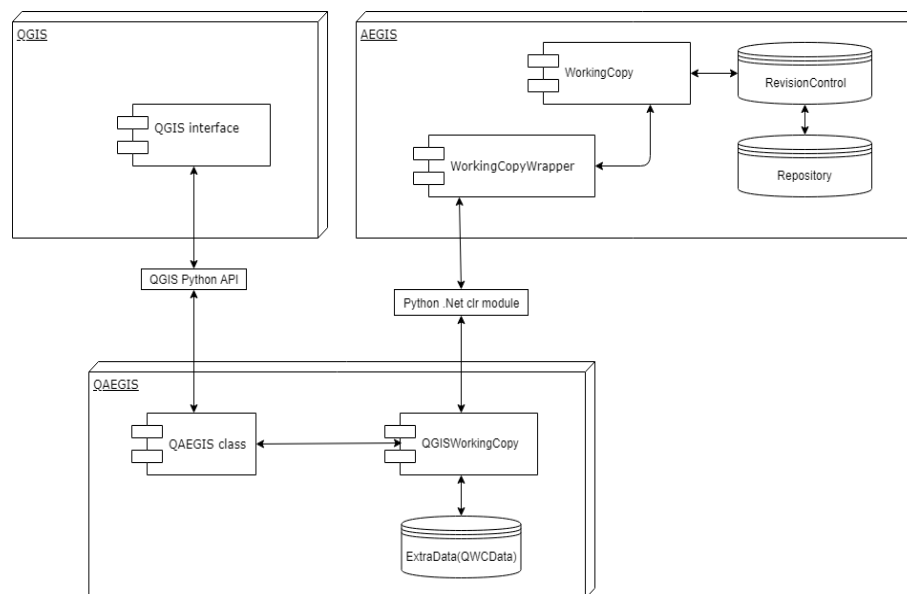 QGIS
QGIS interface
AEGIS
WorkingCopy
RevisionControl
WorkingCopyWrapper
Repository
QGIS Python API
Python .Net clr module
QAEGIS
QAEGIS class
QGISWorkingCopy
ExtraData(QWCData)